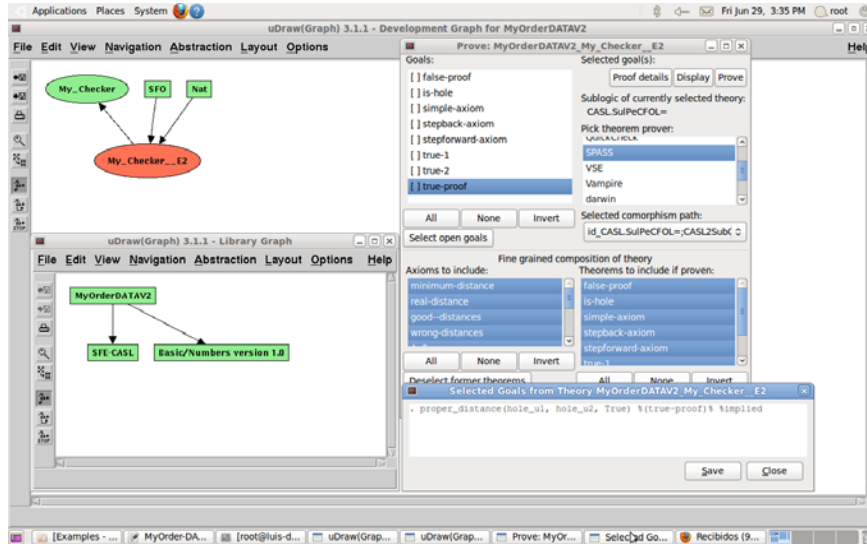 Applications Places System
Fri Jun 29, 3:35 PM root
uDraw(Graph) 3.1.1 - Development Graph for MyOrderDATAV2
File Edit View Navigation Abstraction Layout Options
Hel
My_Checker
SFO
Nat
My_Checker__E2
Prove: MyOrderDATAV2_My_Checker__E2
Goals:
[ ] false-proof
[ ] is-hole
[ ] simple-axiom
[ ] stepback-axiom
[ ] stepforward-axiom
[ ] true-1
[ ] true-2
[ ] true-proof
All None Invert
Select open goals
Selected goal(s):
Proof details Display Prove
Sublogic of currently selected theory:
CASL.SulPeCFOL=
Pick theorem prover:
QuickCheck
SPASS
VSE
Vampire
darwin
Selected comorphism path:
id_CASL.SulPeCFOL=;CASL2Sub(
Fine grained composition of theory
Axioms to include:
minimum-distance
real-distance
good--distances
wrong-distances
All None Invert
Deselect former theorems
Theorems to include if proven:
false-proof
is-hole
simple-axiom
stepback-axiom
stepforward-axiom
true-1
All None Invert
uDraw(Graph) 3.1.1 - Library Graph
File Edit View Navigation Abstraction Layout Options Help
MyOrderDATAV2
SFE-CASL
Basic/Numbers version 1.0
Selected Goals from Theory MyOrderDATAV2_My_Checker__E2
. proper_distance(hole_u1, hole_u2, True) %(true-proof)% %implied
Save Close
[Examples - ...] MyOrder-DA... [root@luis-d... uDraw(Grap... uDraw(Grap... Prove: MyOr... Selected Go... Recibidos (9...